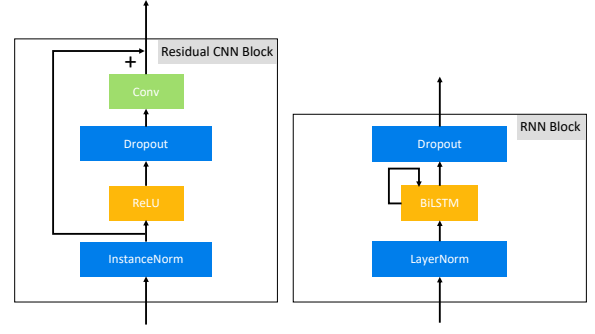 Residual CNN Block
+
Conv
Dropout
ReLU
InstanceNorm
RNN Block
Dropout
BiLSTM
LayerNorm